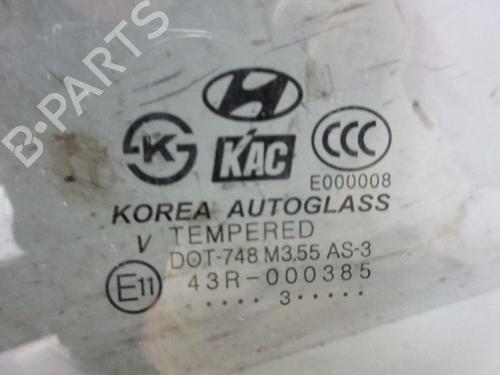 B-PARTS
K
KAC
CCC
E000008
KOREA AUTOGLASS
V TEMPERED
DOT-748 M3.55 AS-3
E11 43R-000385
.... 3.....